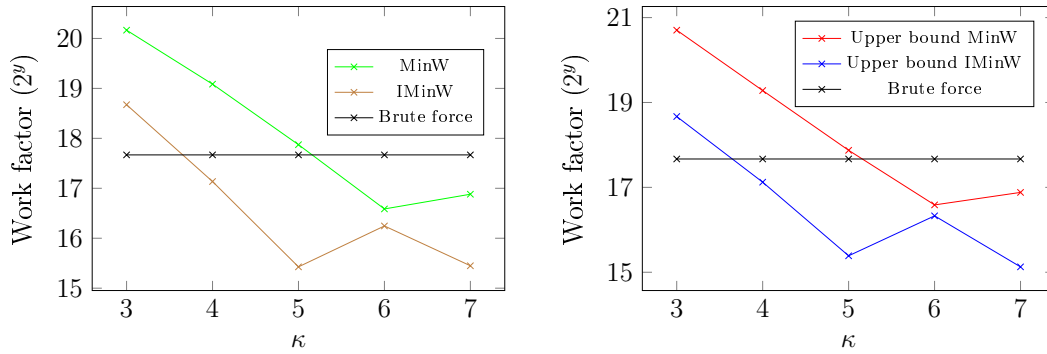 20
19
18
17
16
15
3 4 5 6 7
κ
Work factor (2^y)
MinW
IMinW
Brute force
21
19
17
15
3 4 5 6 7
κ
Work factor (2^y)
Upper bound MinW
Upper bound IMinW
Brute force